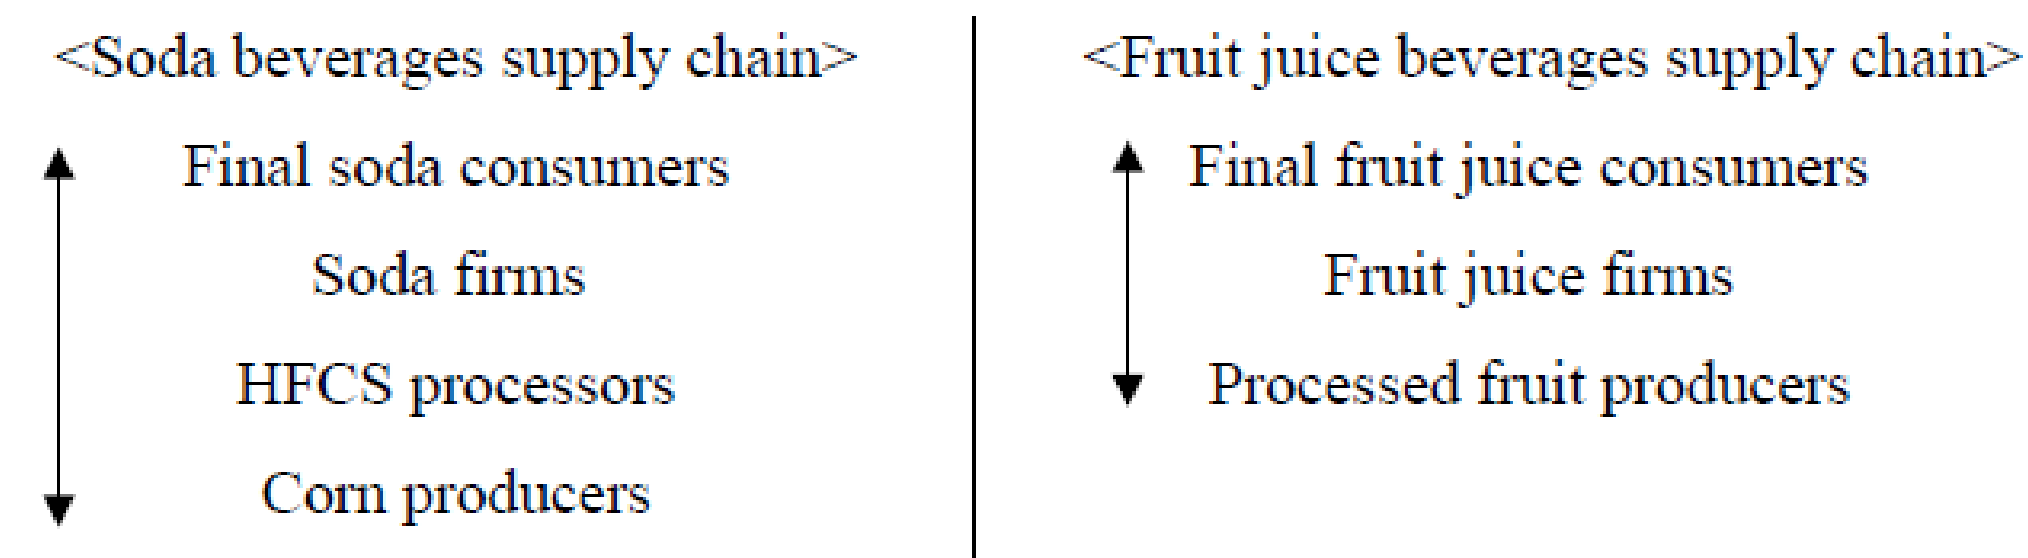 <Soda beverages supply chain>
Final soda consumers
Soda firms
HFCS processors
Corn producers
<Fruit juice beverages supply chain>
Final fruit juice consumers
Fruit juice firms
Processed fruit producers